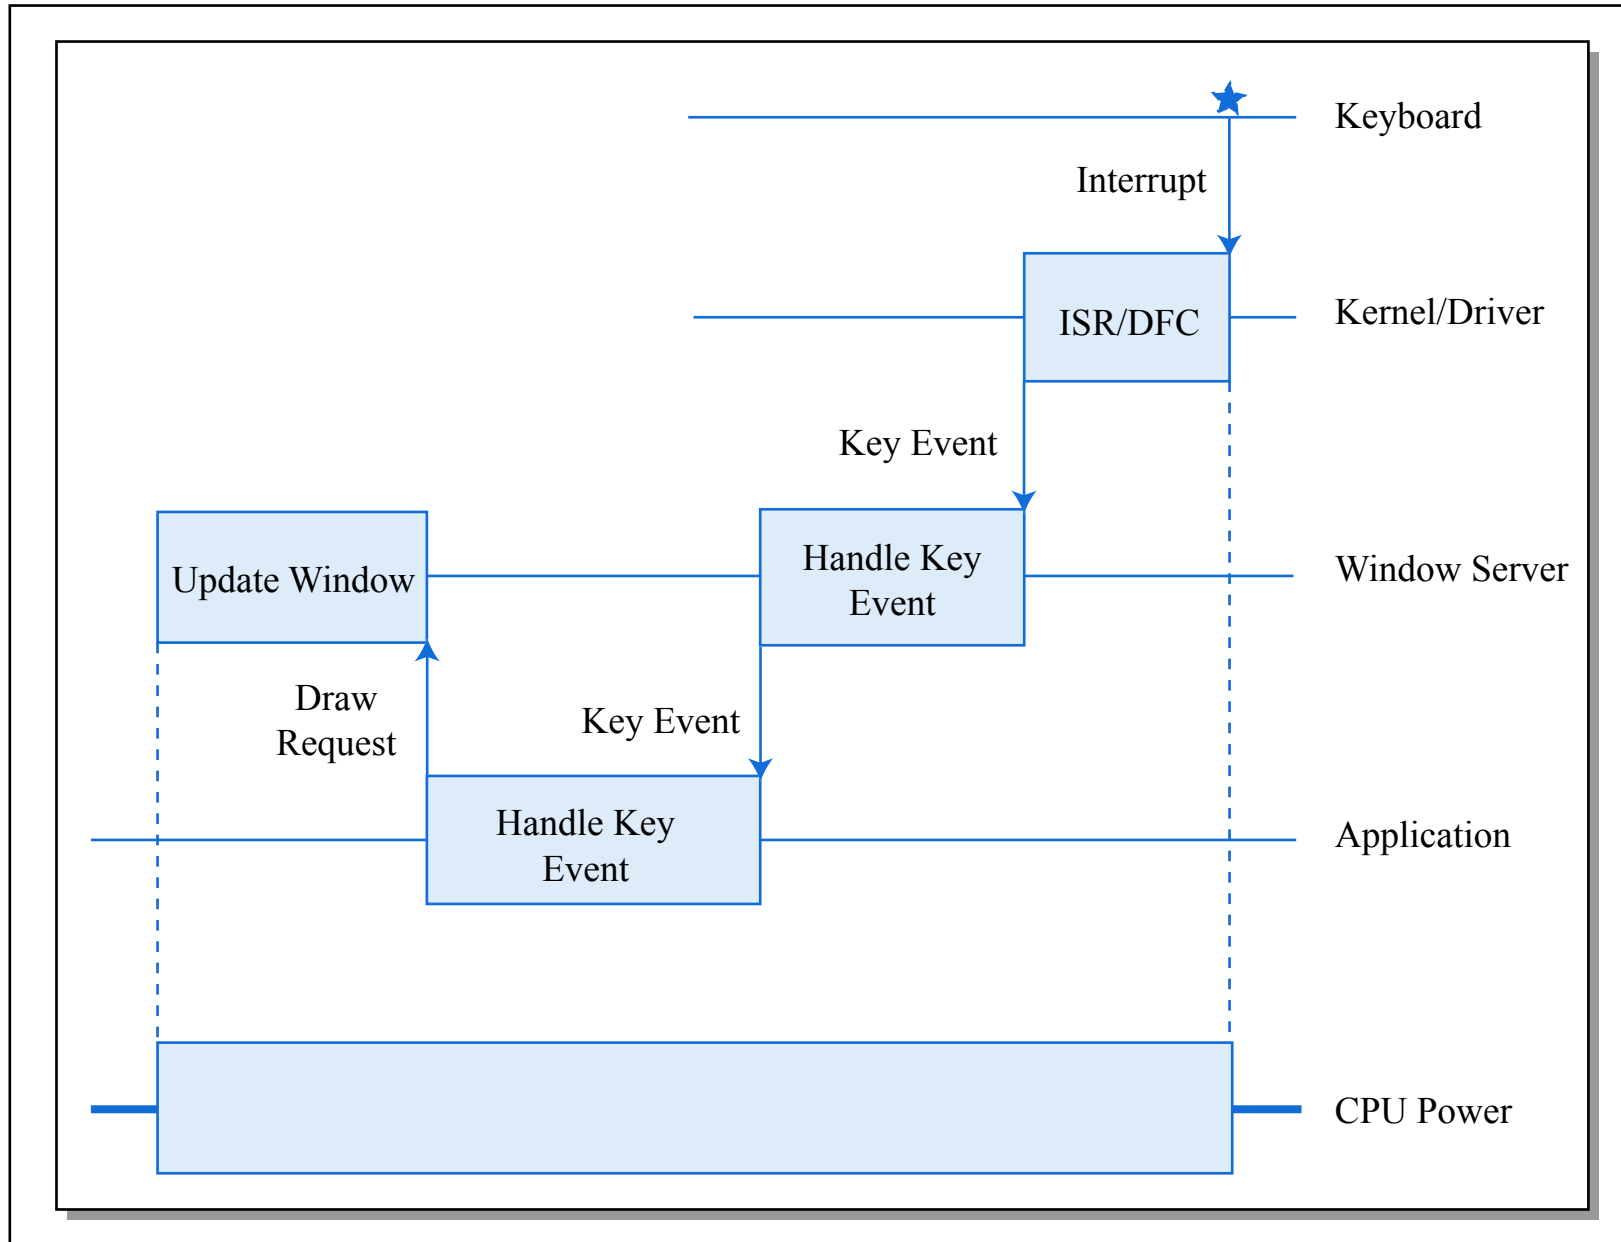 Keyboard
Interrupt
ISR/DFC
Kernel/Driver
Key Event
Update Window
Handle Key
Event
Window Server
Draw
Request
Key Event
Handle Key
Event
Application
CPU Power